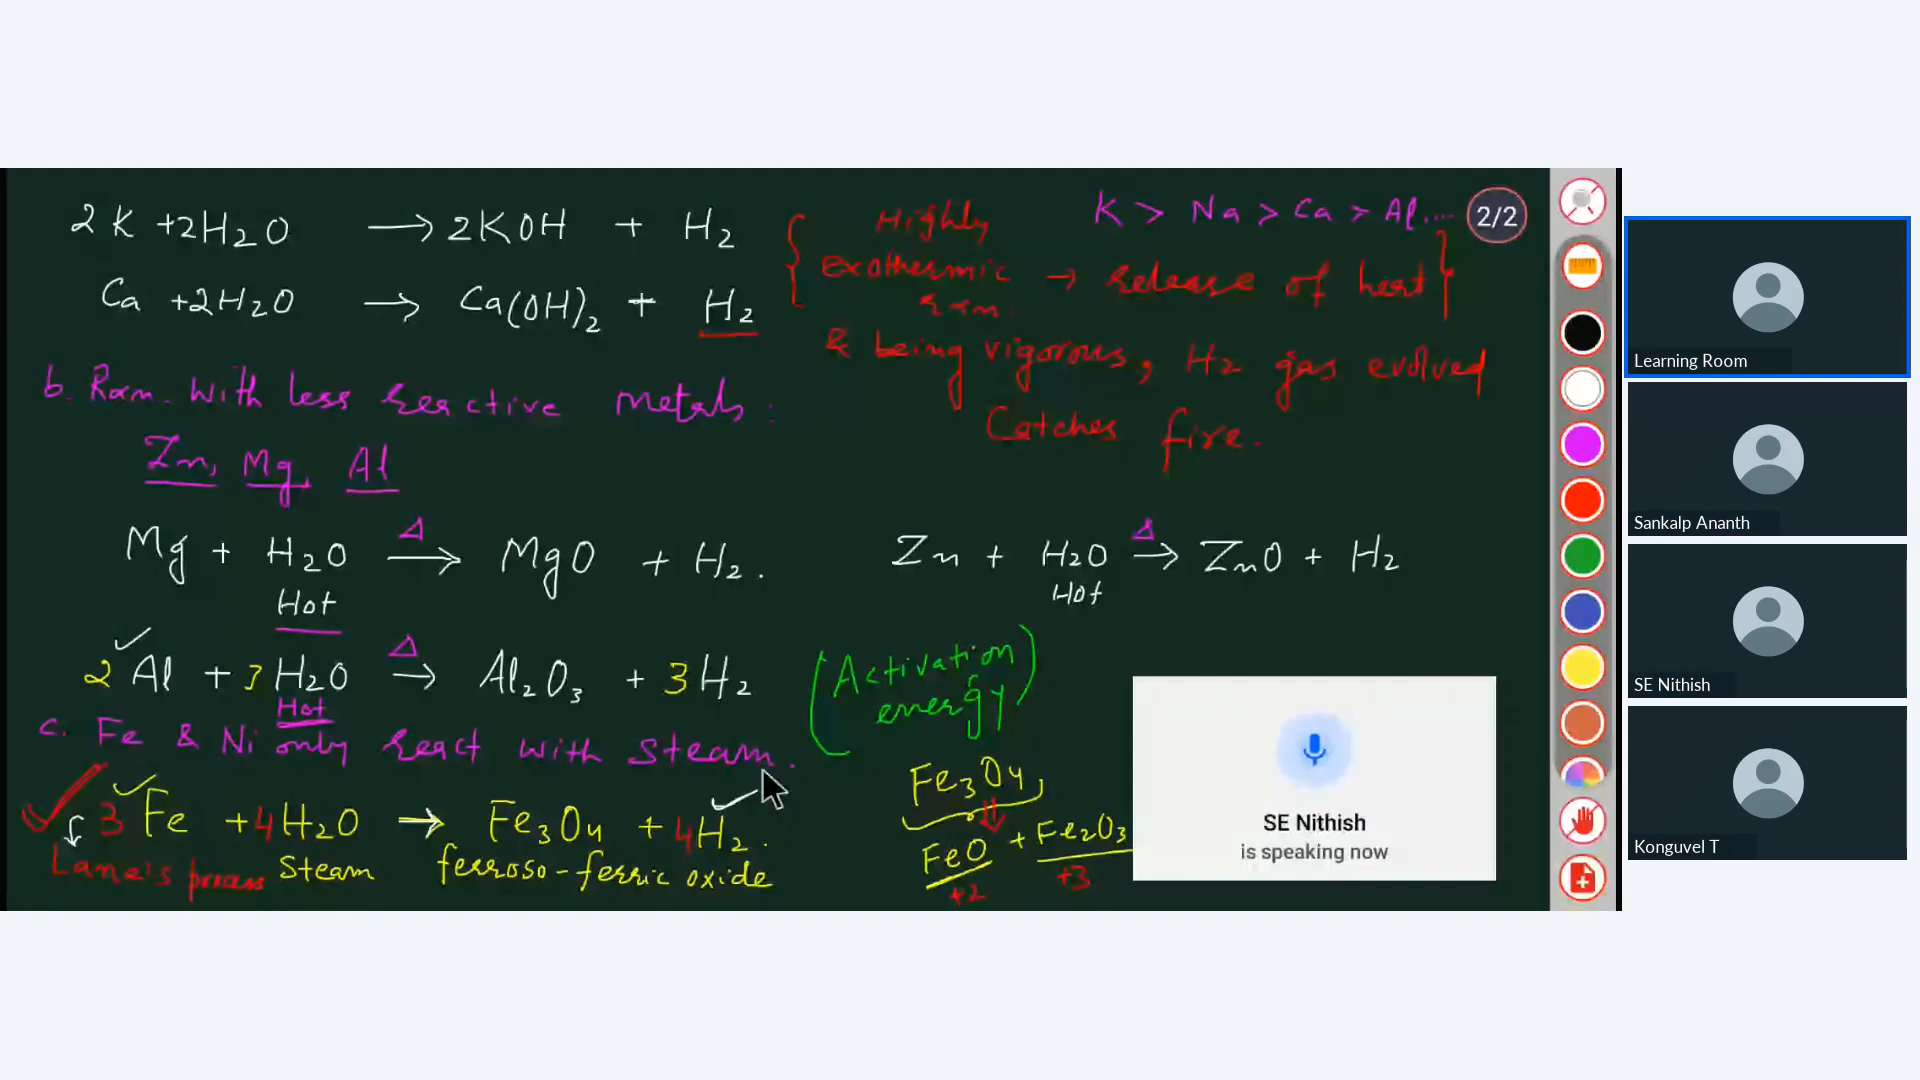 K > Na > Ca > Al....
2/2
2K +2H₂O → 2KOH + H₂
Highly
exothermic → release of heat
rxn.
Ca +2H₂O → Ca(OH)₂ + H₂
& being vigorous, H₂ gas evolved
Catches fire.
b. Rxn. With less reactive metals:
Zn, Mg, Al
Mg + H₂O Δ→ MgO + H₂.
Hot
Zn + H₂O Δ→ ZnO + H₂
Hot
2Al + 3H₂O Δ→ Al₂O₃ + 3H₂
Hot
(Activation
energy)
c. Fe & Ni only react with steam.
3Fe +4H₂O → Fe₃O₄ + 4H₂.
Lane's process Steam ferroso-ferric oxide
Fe₃O₄
FeO + Fe₂O₃
+2 +3
SE Nithish
is speaking now
Learning Room
Sankalp Ananth
SE Nithish
Konguvel T